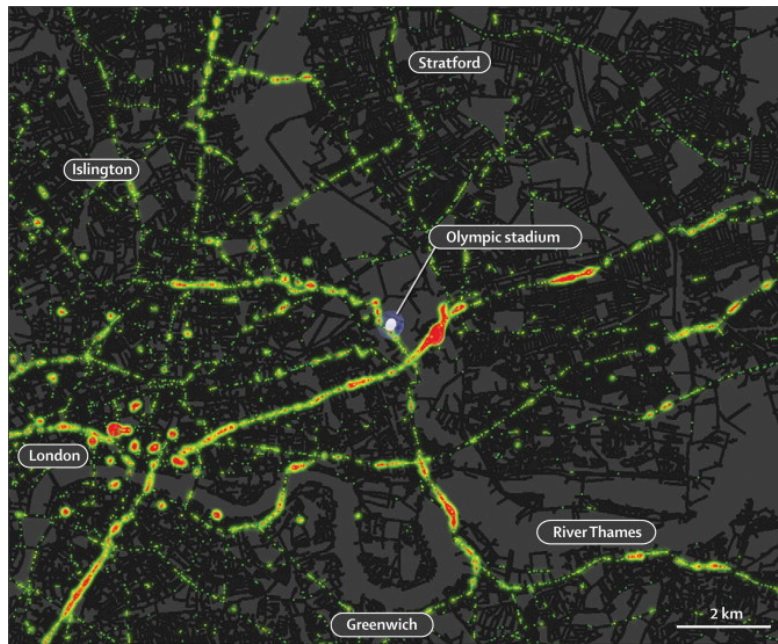 Stratford
Islington
Olympic stadium
London
River Thames
Greenwich
2 km